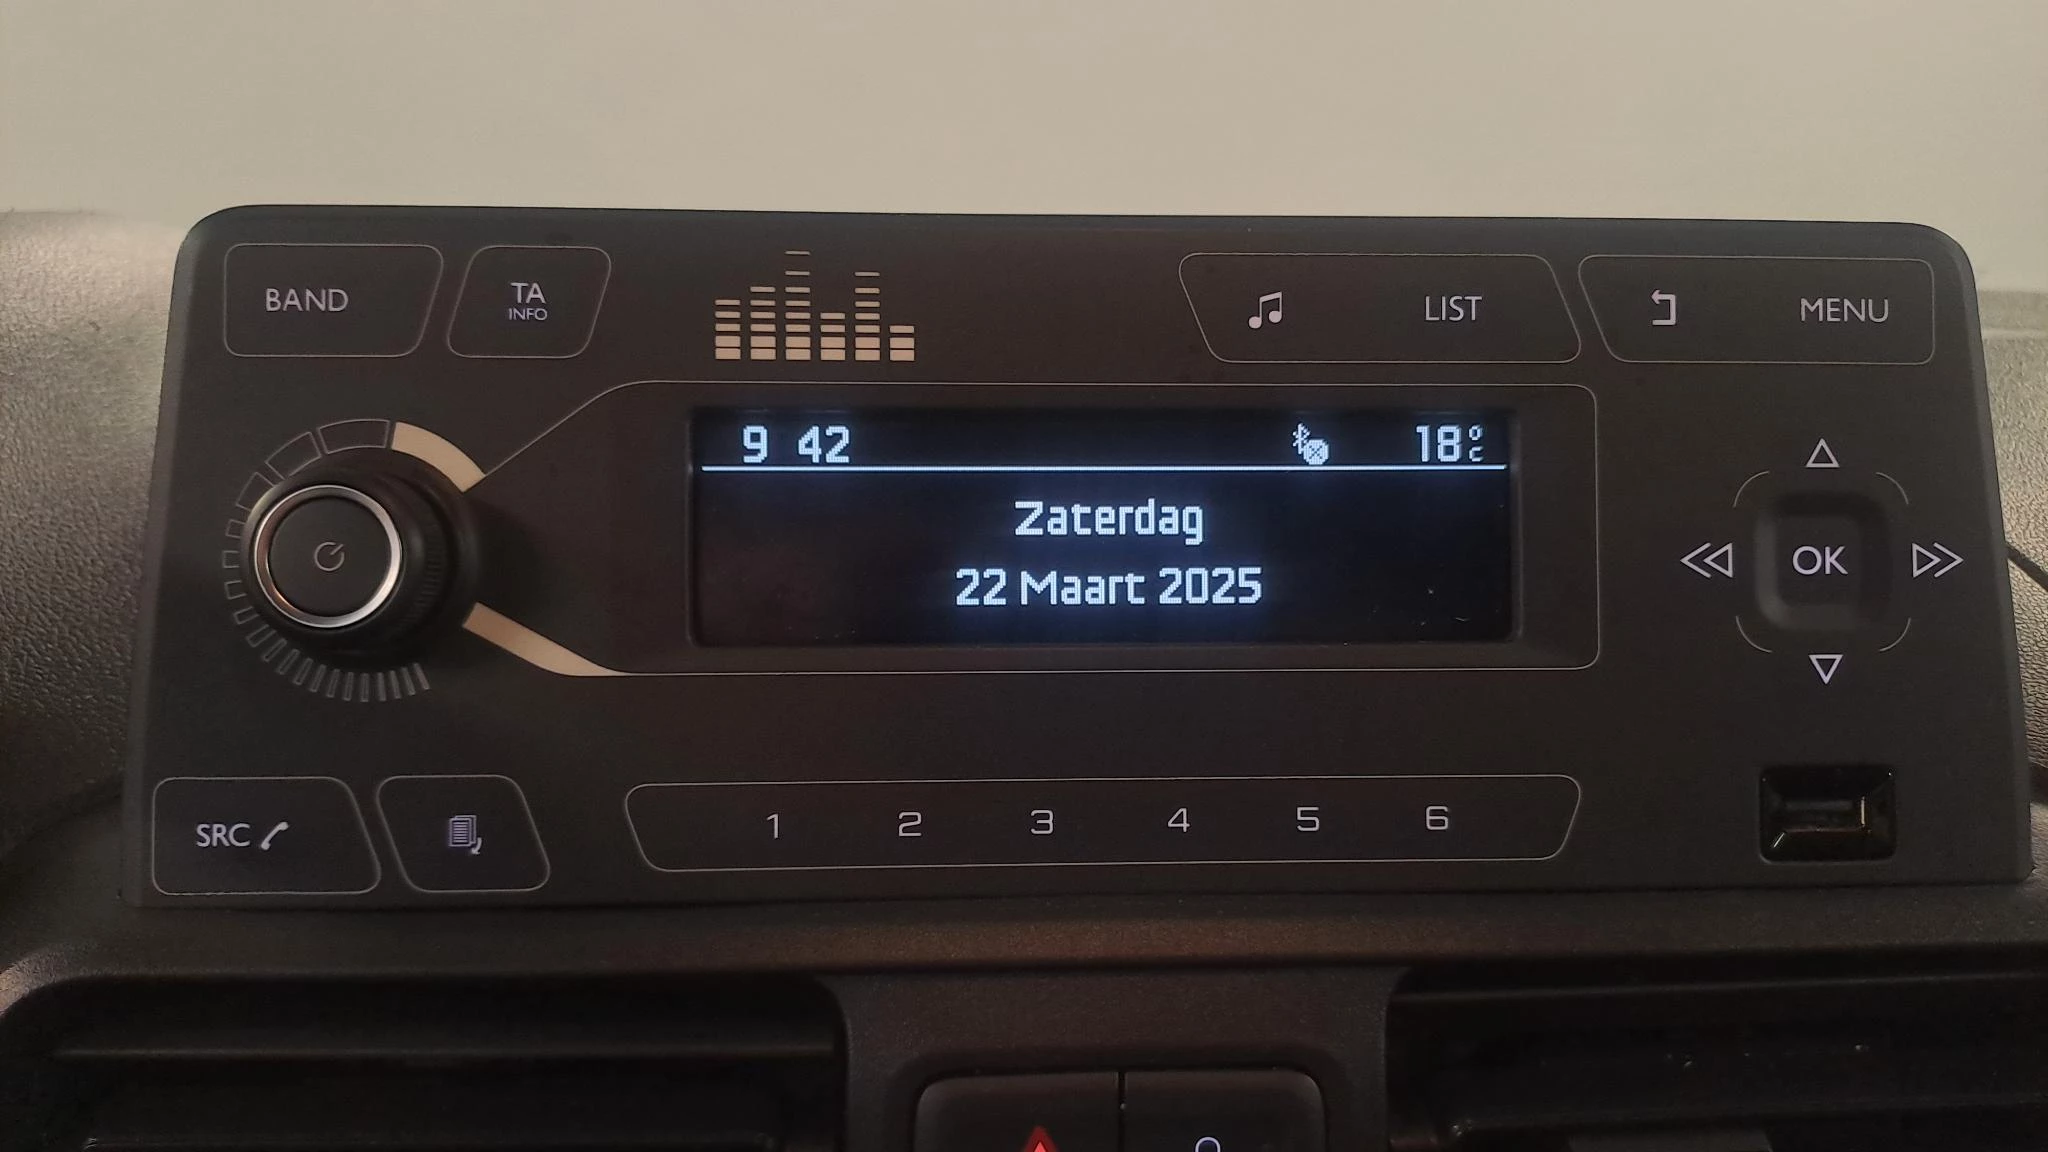 BAND
TA
INFO
LIST
MENU
9 42
18°C
Zaterdag
22 Maart 2025
OK
SRC
1 2 3 4 5 6